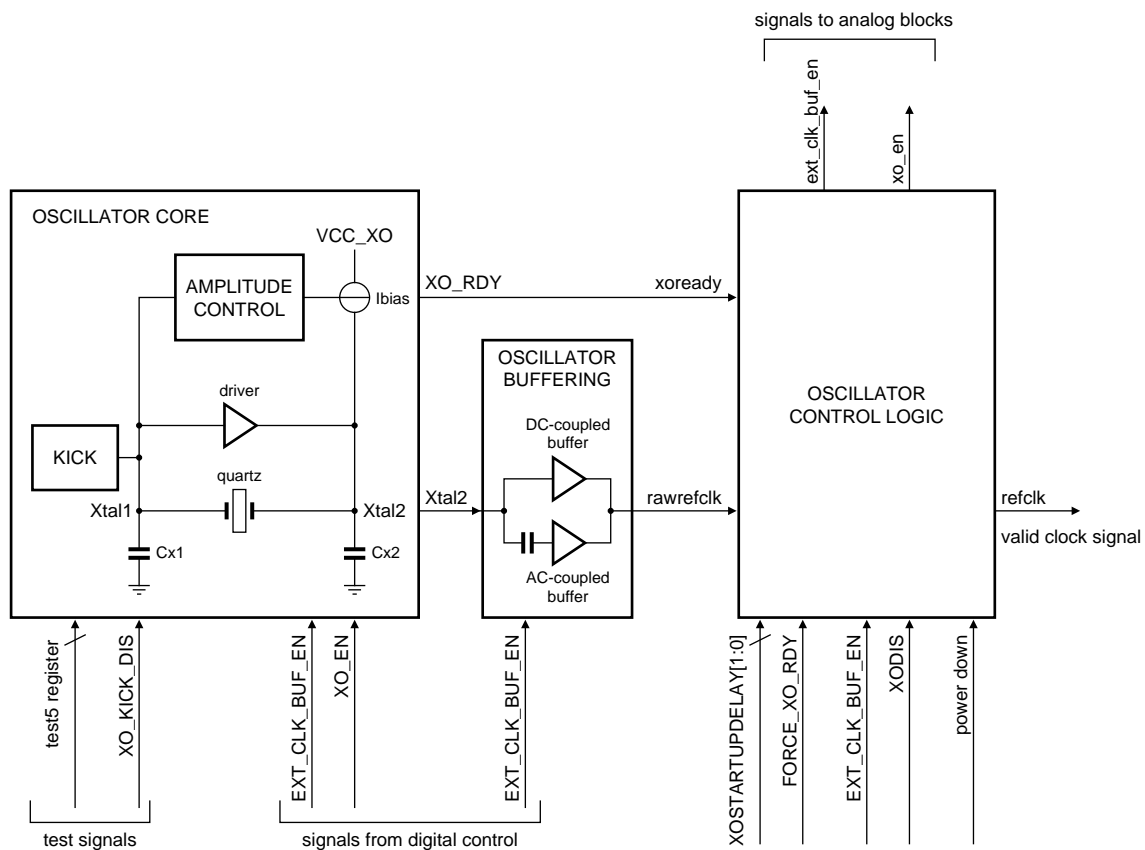 signals to analog blocks
ext_clk_buf_en
xo_en
OSCILLATOR CORE
VCC_XO
AMPLITUDE
CONTROL
Ibias
XO_RDY
xoready
driver
KICK
quartz
Xtal1
Xtal2
Cx1
Cx2
Xtal2
OSCILLATOR
BUFFERING
DC-coupled
buffer
AC-coupled
buffer
rawrefclk
OSCILLATOR
CONTROL LOGIC
refclk
valid clock signal
test5 register
XO_KICK_DIS
EXT_CLK_BUF_EN
XO_EN
EXT_CLK_BUF_EN
XOSTARTUPDELAY[1:0]
FORCE_XO_RDY
EXT_CLK_BUF_EN
XODIS
power down
test signals
signals from digital control